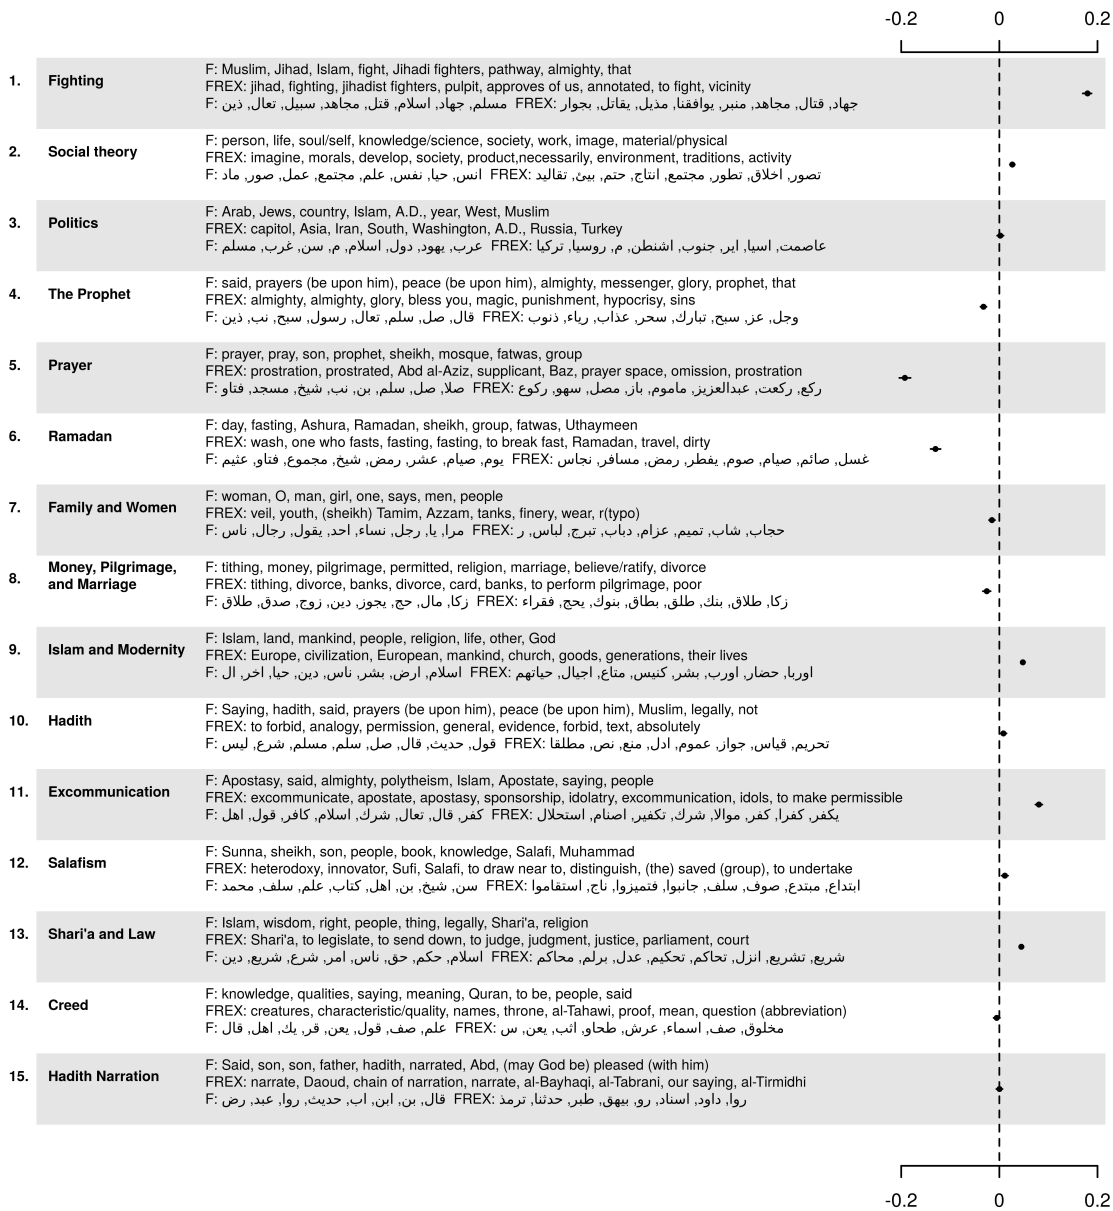 -0.2 0 0.2
1. Fighting
F: Muslim, Jihad, Islam, fight, Jihadi fighters, pathway, almighty, that
FREX: jihad, fighting, jihadist fighters, pulpit, approves of us, annotated, to fight, vicinity
F: مسلم, جهاد, اسلام, قتل, مجاهد, سبيل, تعال, ذين FREX: جهاد, قتال, مجاهد, منبر, يوافقنا, مذيل, يقاتل, بجوار
2. Social theory
F: person, life, soul/self, knowledge/science, society, work, image, material/physical
FREX: imagine, morals, develop, society, product,necessarily, environment, traditions, activity
F: انس, حيا, نفس, علم, مجتمع, عمل, صور, ماد FREX: تصور, اخلاق, تطور, مجتمع, انتاج, حتم, بيئ, تقاليد
3. Politics
F: Arab, Jews, country, Islam, A.D., year, West, Muslim
FREX: capitol, Asia, Iran, South, Washington, A.D., Russia, Turkey
F: عرب, يهود, دول, اسلام, م, سن, غرب, مسلم FREX: عاصمت, اسيا, اير, جنوب, اشنطن, م, روسيا, تركيا
4. The Prophet
F: said, prayers (be upon him), peace (be upon him), almighty, messenger, glory, prophet, that
FREX: almighty, almighty, glory, bless you, magic, punishment, hypocrisy, sins
F: قال, صل, سلم, تعال, رسول, سبح, نب, ذين FREX: وجل, عز, سبح, تبارك, سحر, عذاب, رياء, ذنوب
5. Prayer
F: prayer, pray, son, prophet, sheikh, mosque, fatwas, group
FREX: prostration, prostrated, Abd al-Aziz, supplicant, Baz, prayer space, omission, prostration
F: صلا, صل, سلم, بن, نب, شيخ, مسجد, فتاو FREX: ركع, ركعت, عبدالعزيز, ماموم, باز, مصل, سهو, ركوع
6. Ramadan
F: day, fasting, Ashura, Ramadan, sheikh, group, fatwas, Uthaymeen
FREX: wash, one who fasts, fasting, fasting, to break fast, Ramadan, travel, dirty
F: يوم, صيام, عشر, رمض, شيخ, مجموع, فتاو, عثيم FREX: غسل, صائم, صيام, صوم, يفطر, رمض, مسافر, نجاس
7. Family and Women
F: woman, O, man, girl, one, says, men, people
FREX: veil, youth, (sheikh) Tamim, Azzam, tanks, finery, wear, r(typo)
F: مرا, يا, رجل, نساء, احد, يقول, رجال, ناس FREX: حجاب, شاب, تميم, عزام, دباب, تبرج, لباس, ر
8. Money, Pilgrimage,
and Marriage
F: tithing, money, pilgrimage, permitted, religion, marriage, believe/ratify, divorce
FREX: tithing, divorce, banks, divorce, card, banks, to perform pilgrimage, poor
F: زكا, مال, حج, يجوز, دين, زوج, صدق, طلاق FREX: زكا, طلاق, بنك, طلق, بطاق, بنوك, يحج, فقراء
9. Islam and Modernity
F: Islam, land, mankind, people, religion, life, other, God
FREX: Europe, civilization, European, mankind, church, goods, generations, their lives
F: اسلام, ارض, بشر, ناس, دين, حيا, اخر, ال FREX: اوربا, حضار, اورب, بشر, كنيس, متاع, اجيال, حياتهم
10. Hadith
F: Saying, hadith, said, prayers (be upon him), peace (be upon him), Muslim, legally, not
FREX: to forbid, analogy, permission, general, evidence, forbid, text, absolutely
F: قول, حديث, قال, صل, سلم, مسلم, شرع, ليس FREX: تحريم, قياس, جواز, عموم, ادل, منع, نص, مطلقا
11. Excommunication
F: Apostasy, said, almighty, polytheism, Islam, Apostate, saying, people
FREX: excommunicate, apostate, apostasy, sponsorship, idolatry, excommunication, idols, to make permissible
F: كفر, قال, تعال, شرك, اسلام, كافر, قول, اهل FREX: يكفر, كفرا, كفر, موالا, شرك, تكفير, اصنام, استحلال
12. Salafism
F: Sunna, sheikh, son, people, book, knowledge, Salafi, Muhammad
FREX: heterodoxy, innovator, Sufi, Salafi, to draw near to, distinguish, (the) saved (group), to undertake
F: سن, شيخ, بن, اهل, كتاب, علم, سلف, محمد FREX: ابتداع, مبتدع, صوف, سلف, جانبوا, فتميزوا, ناج, استقاموا
13. Shari'a and Law
F: Islam, wisdom, right, people, thing, legally, Shari'a, religion
FREX: Shari'a, to legislate, to send down, to judge, judgment, justice, parliament, court
F: اسلام, حكم, حق, ناس, امر, شرع, شريع, دين FREX: شريع, تشريع, انزل, تحاكم, تحكيم, عدل, برلم, محاكم
14. Creed
F: knowledge, qualities, saying, meaning, Quran, to be, people, said
FREX: creatures, characteristic/quality, names, throne, al-Tahawi, proof, mean, question (abbreviation)
F: علم, صف, قول, يعن, قر, يك, اهل, قال FREX: مخلوق, صف, اسماء, عرش, طحاو, اثب, يعن, س
15. Hadith Narration
F: Said, son, son, father, hadith, narrated, Abd, (may God be) pleased (with him)
FREX: narrate, Daoud, chain of narration, narrate, al-Bayhaqi, al-Tabrani, our saying, al-Tirmidhi
F: قال, بن, ابن, اب, حديث, روا, عبد, رض FREX: روا, داود, اسناد, رو, بيهق, طبر, حدثنا, ترمذ
-0.2 0 0.2